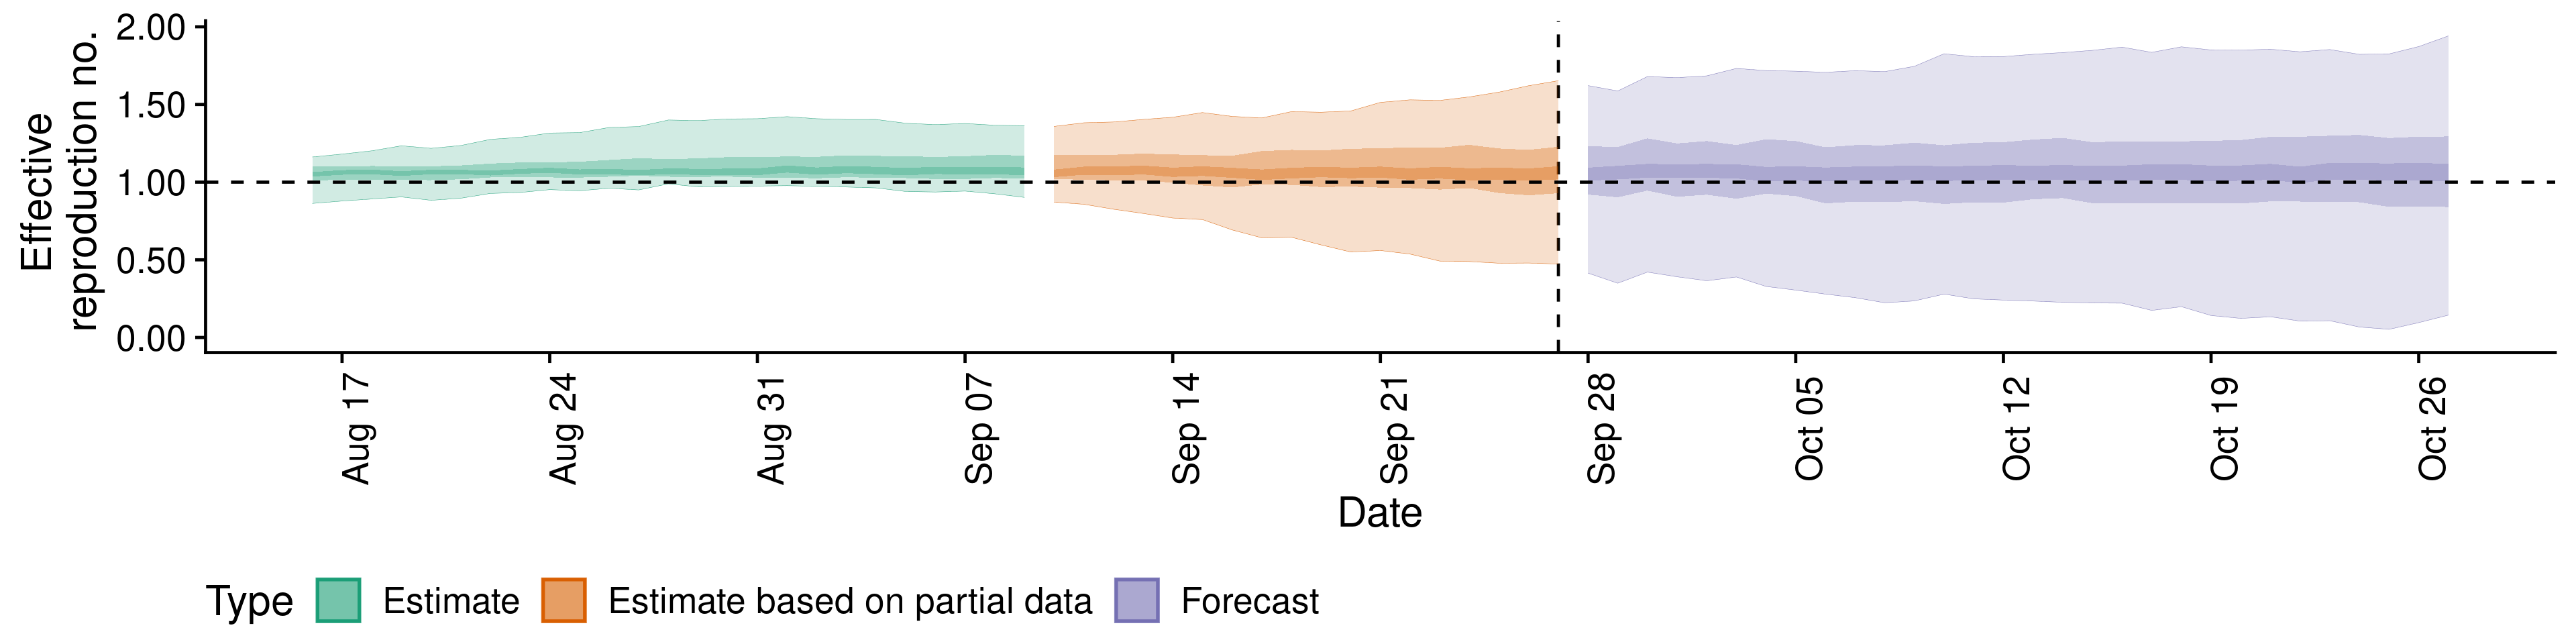 Effective
reproduction no.
2.00
1.50
1.00
0.50
0.00
Aug 17
Aug 24
Aug 31
Sep 07
Sep 14
Sep 21
Sep 28
Oct 05
Oct 12
Oct 19
Oct 26
Date
Type Estimate Estimate based on partial data Forecast